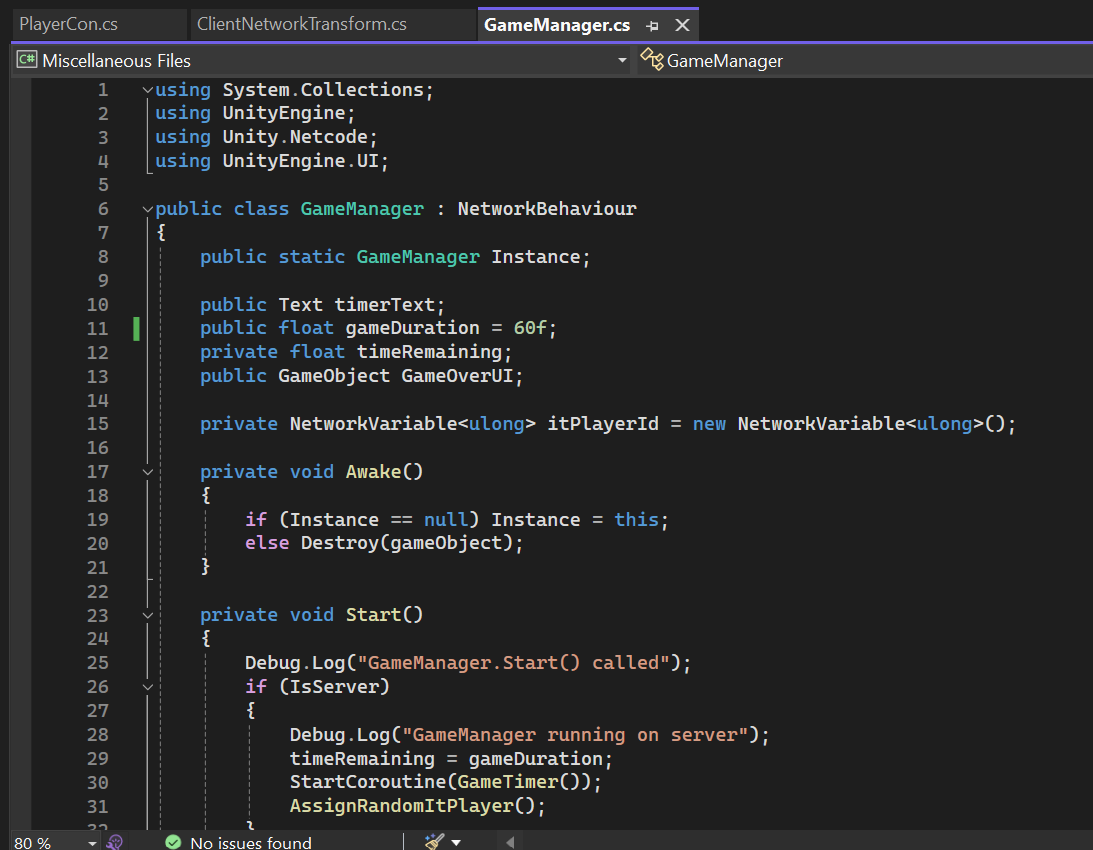 PlayerCon.cs ClientNetworkTransform.cs GameManager.cs
C# Miscellaneous Files GameManager
1 using System.Collections;
2 using UnityEngine;
3 using Unity.Netcode;
4 using UnityEngine.UI;
5
6 public class GameManager : NetworkBehaviour
7 {
8 public static GameManager Instance;
9
10 public Text timerText;
11 public float gameDuration = 60f;
12 private float timeRemaining;
13 public GameObject GameOverUI;
14
15 private NetworkVariable<ulong> itPlayerId = new NetworkVariable<ulong>();
16
17 private void Awake()
18 {
19 if (Instance == null) Instance = this;
20 else Destroy(gameObject);
21 }
22
23 private void Start()
24 {
25 Debug.Log("GameManager.Start() called");
26 if (IsServer)
27 {
28 Debug.Log("GameManager running on server");
29 timeRemaining = gameDuration;
30 StartCoroutine(GameTimer());
31 AssignRandomItPlayer();
32 }
80 % No issues found